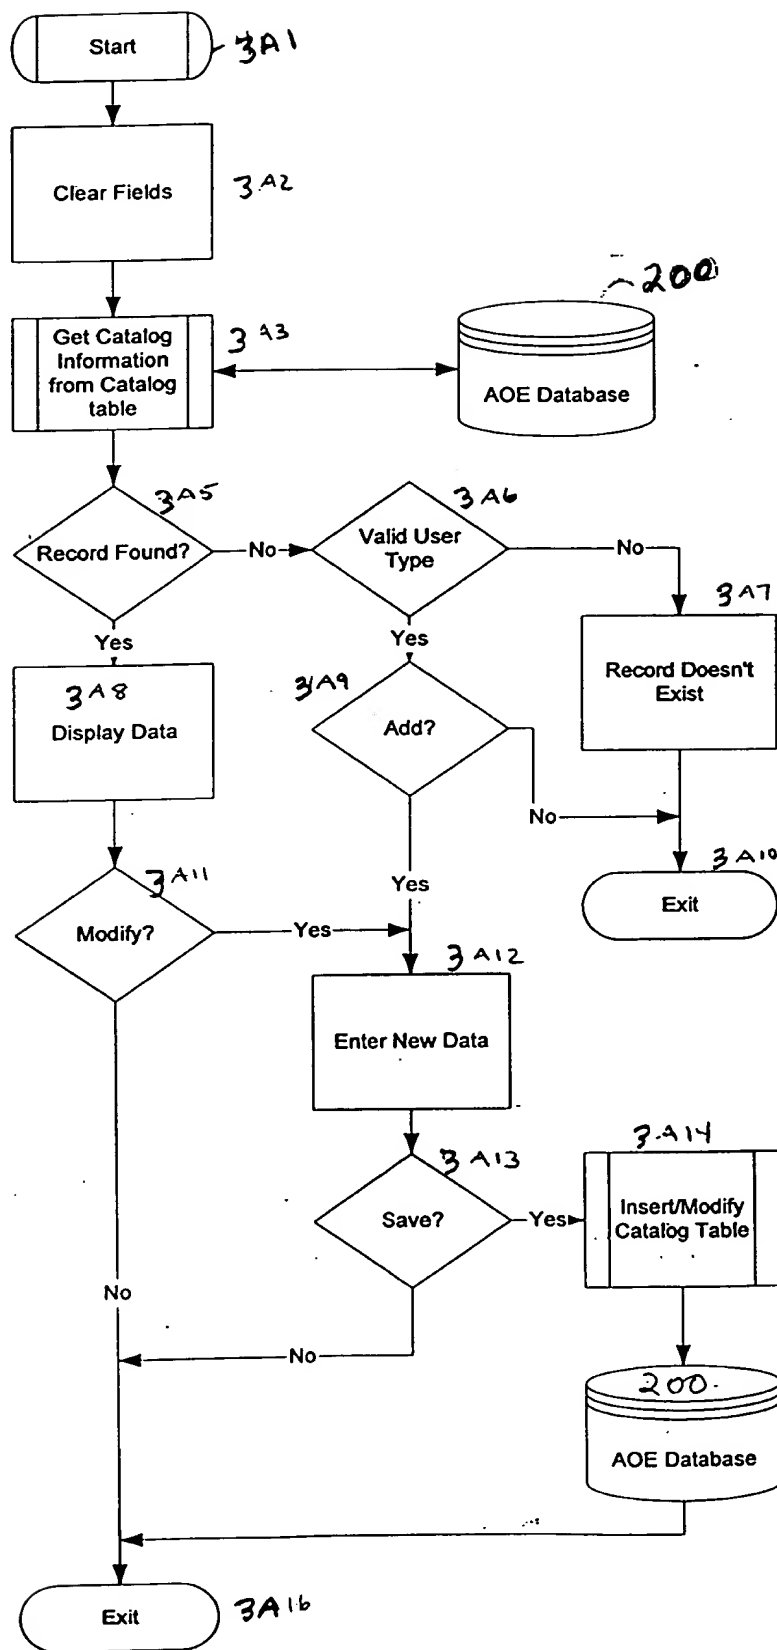 Start
3A1
Clear Fields
3A2
Get Catalog
Information
from Catalog
table
3A3
200
AOE Database
3A5
Record Found?
No
3A6
Valid User
Type
No
3A7
Record Doesn't
Exist
Yes
3A8
Display Data
Yes
3A9
Add?
No
3A10
Exit
3A11
Modify?
Yes
Yes
3A12
Enter New Data
3A13
Save?
Yes
3A14
Insert/Modify
Catalog Table
No
No
200
AOE Database
Exit
3A16